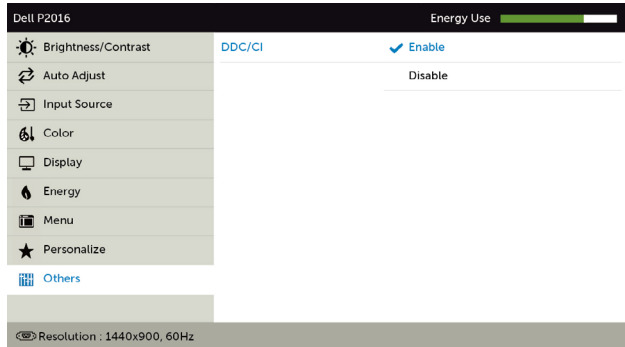 Dell P2016
Energy Use
Brightness/Contrast
DDC/CI
Enable
Auto Adjust
Disable
Input Source
Color
Display
Energy
Menu
Personalize
Others
Resolution : 1440x900, 60Hz